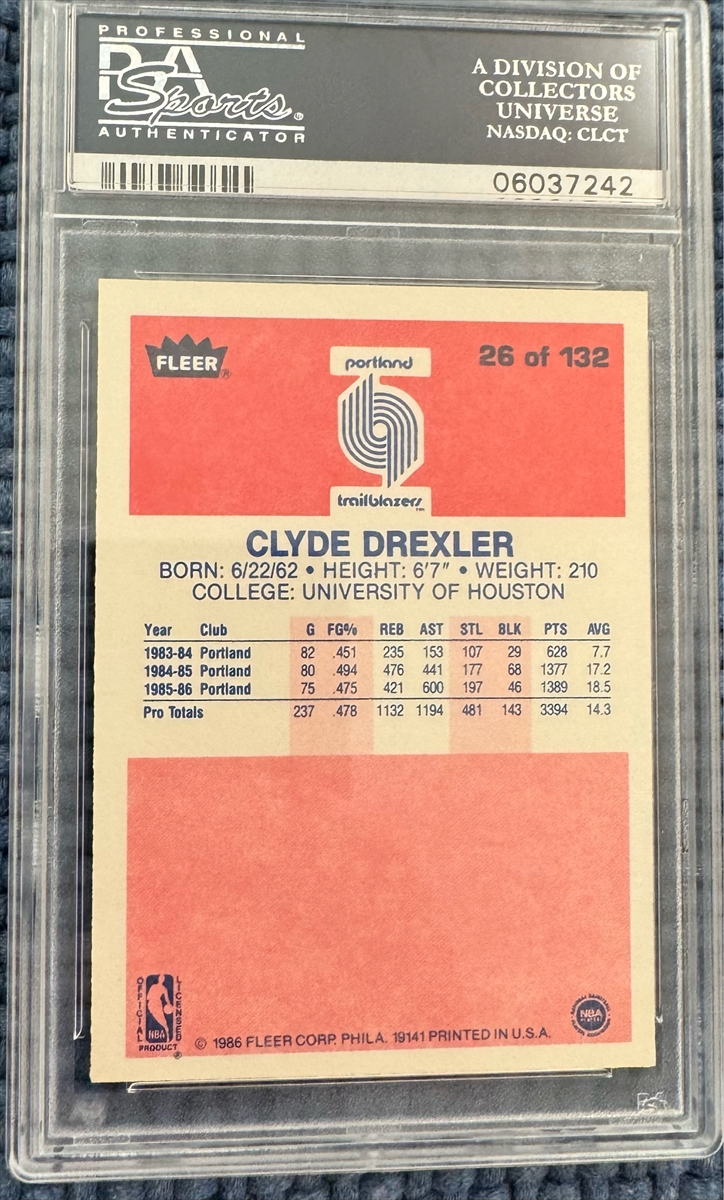 PROFESSIONAL
PSA
Sports®
AUTHENTICATOR
A DIVISION OF
COLLECTORS
UNIVERSE
NASDAQ: CLCT
06037242
FLEER®
portland
trailblazers™
26 of 132
CLYDE DREXLER
BORN: 6/22/62 • HEIGHT: 6'7" • WEIGHT: 210
COLLEGE: UNIVERSITY OF HOUSTON
Year Club G FG% REB AST STL BLK PTS AVG
1983-84 Portland 82 .451 235 153 107 29 628 7.7
1984-85 Portland 80 .494 476 441 177 68 1377 17.2
1985-86 Portland 75 .475 421 600 197 46 1389 18.5
Pro Totals 237 .478 1132 1194 481 143 3394 14.3
OFFICIAL
NBA
LICENSED
PRODUCT®
© 1986 FLEER CORP. PHILA. 19141 PRINTED IN U.S.A.
NBA
PSA